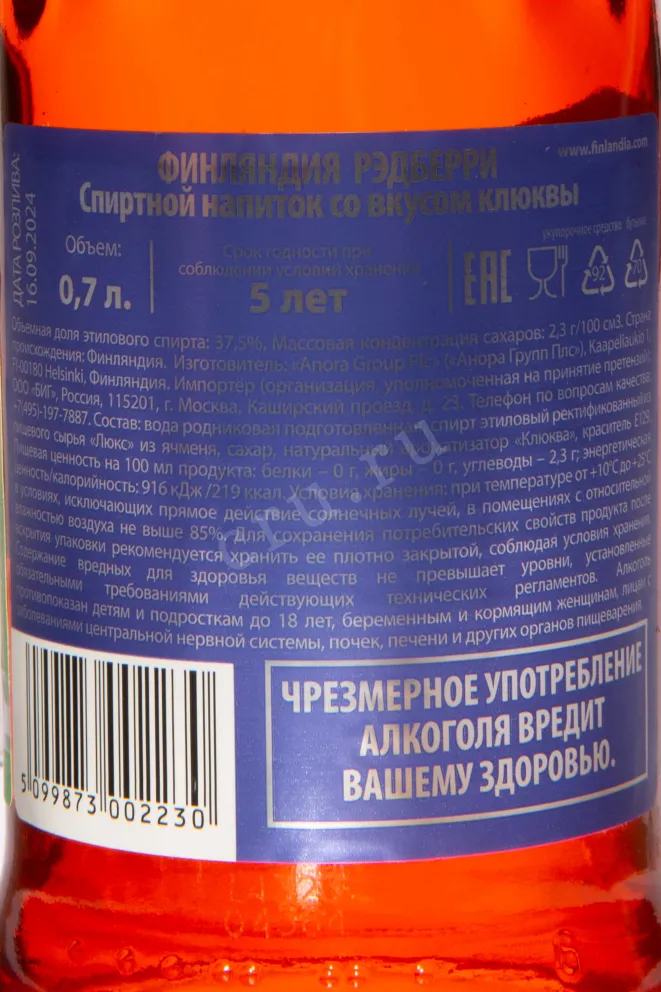 www.finlandia.com
ФИНЛЯНДИЯ РЭДБЕРРИ
Спиртной напиток со вкусом клюквы
ДАТА РОЗЛИВА:
16.09.2024
Объем:
0,7 л.
Срок годности при
соблюдении условий хранения
5 лет
укупорочное средство бутылка
EAC
92
70
Объемная доля этилового спирта: 37,5%, Массовая концентрация сахаров: 2,3 г/100 см3. Страна
происхождения: Финляндия. Изготовитель: «Anora Group Plc» («Анора Групп Плс»), Kaapeliaukio 1,
FI-00180 Helsinki, Финляндия. Импортёр (организация, уполномоченная на принятие претензий):
ООО «БИГ», Россия, 115201, г. Москва, Каширский проезд, д. 23. Телефон по вопросам качества:
+7(495)-197-7887. Состав: вода родниковая подготовленная, спирт этиловый ректификованный из
пищевого сырья «Люкс» из ячменя, сахар, натуральный ароматизатор «Клюква», краситель E129.
Пищевая ценность на 100 мл продукта: белки – 0 г, жиры – 0 г, углеводы – 2,3 г; энергетическая
ценность/калорийность: 916 кДж /219 ккал. Условия хранения: при температуре от +10°C до +25°C
в условиях, исключающих прямое действие солнечных лучей, в помещениях с относительной
влажностью воздуха не выше 85%. Для сохранения потребительских свойств продукта после
вскрытия упаковки рекомендуется хранить ее плотно закрытой, соблюдая условия хранения.
Содержание вредных для здоровья веществ не превышает уровни, установленные
обязательными требованиями действующих технических регламентов. Алкоголь
противопоказан детям и подросткам до 18 лет, беременным и кормящим женщинам, лицам с
заболеваниями центральной нервной системы, почек, печени и других органов пищеварения.
cru.ru
ЧРЕЗМЕРНОЕ УПОТРЕБЛЕНИЕ
АЛКОГОЛЯ ВРЕДИТ
ВАШЕМУ ЗДОРОВЬЮ.
5 099873 002230